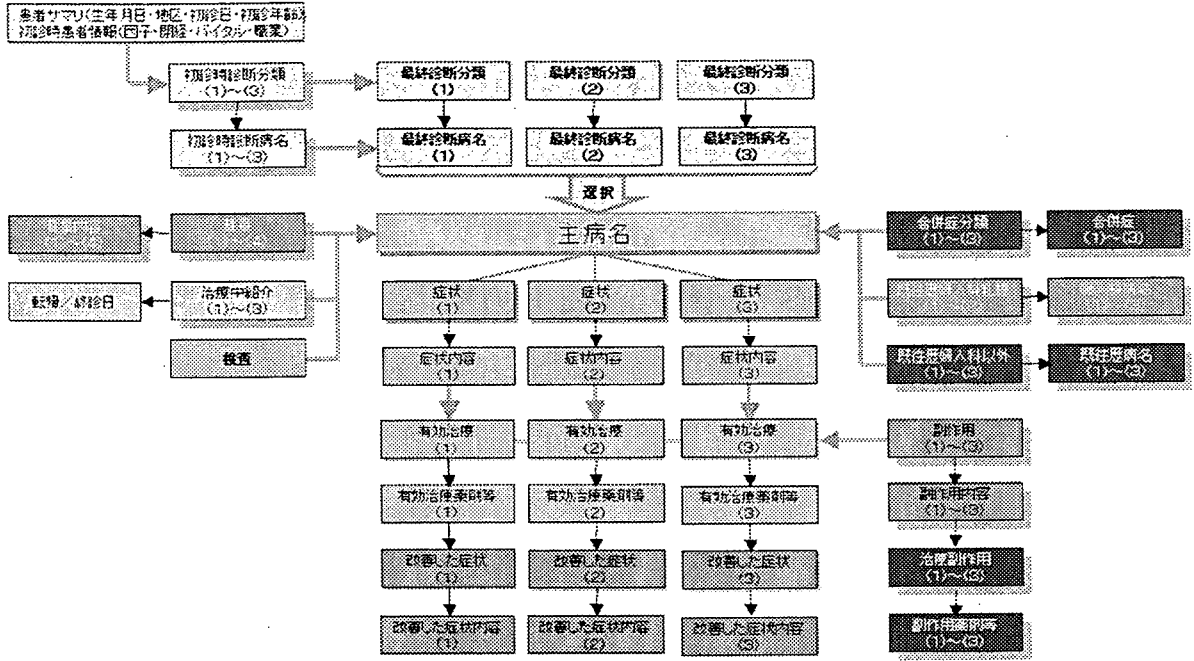 患者サマリ(生年月日・地区・初診日・初診年齢)
初診時患者情報(因子・閉経・バイタル・職業)
初診時診断分類
(1)～(3)
最終診断分類
(1)
最終診断分類
(2)
最終診断分類
(3)
初診時診断病名
(1)～(3)
最終診断病名
(1)
最終診断病名
(2)
最終診断病名
(3)
選択
主病名
合併症分類
(1)～(3)
合併症
(1)～(3)
転帰／終診日
治療中紹介
(1)～(3)
検査
症状
(1)
症状
(2)
症状
(3)
症状内容
(1)
症状内容
(2)
症状内容
(3)
既往歴婦人科以外
(1)～(3)
既往歴病名
(1)～(3)
有効治療
(1)
有効治療
(2)
有効治療
(3)
副作用
(1)～(3)
有効治療薬剤等
(1)
有効治療薬剤等
(2)
有効治療薬剤等
(3)
副作用内容
(1)～(3)
改善した症状
(1)
改善した症状
(2)
改善した症状
(3)
治療副作用
(1)～(3)
改善した症状内容
(1)
改善した症状内容
(2)
改善した症状内容
(3)
副作用薬剤等
(1)～(3)